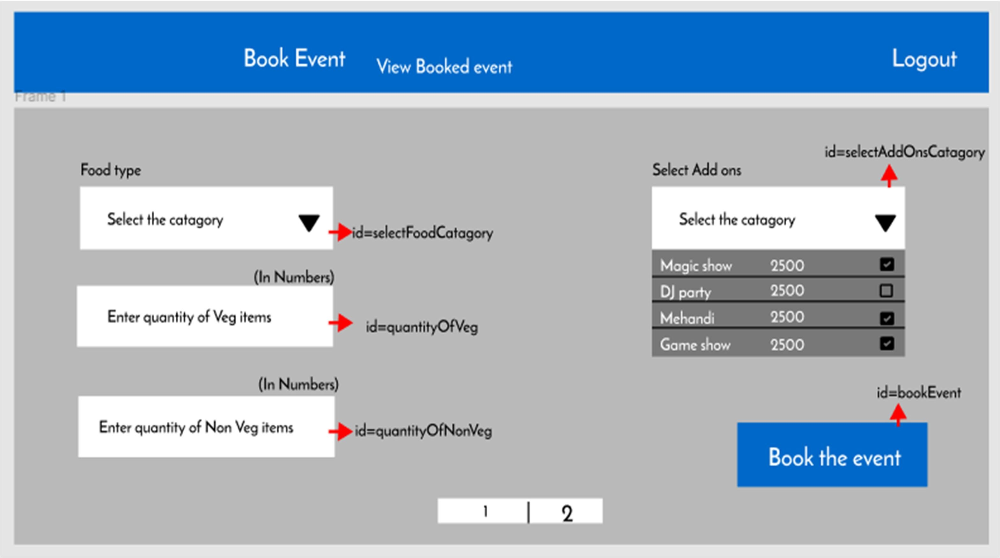 Book Event
View Booked event
Logout
Frame 1
Food type
Select the catagory
id=selectFoodCatagory
(In Numbers)
Enter quantity of Veg items
id=quantityOfVeg
(In Numbers)
Enter quantity of Non Veg items
id=quantityOfNonVeg
id=selectAddOnsCatagory
Select Add ons
Select the catagory
Magic show 2500
DJ party 2500
Mehandi 2500
Game show 2500
id=bookEvent
Book the event
1 | 2